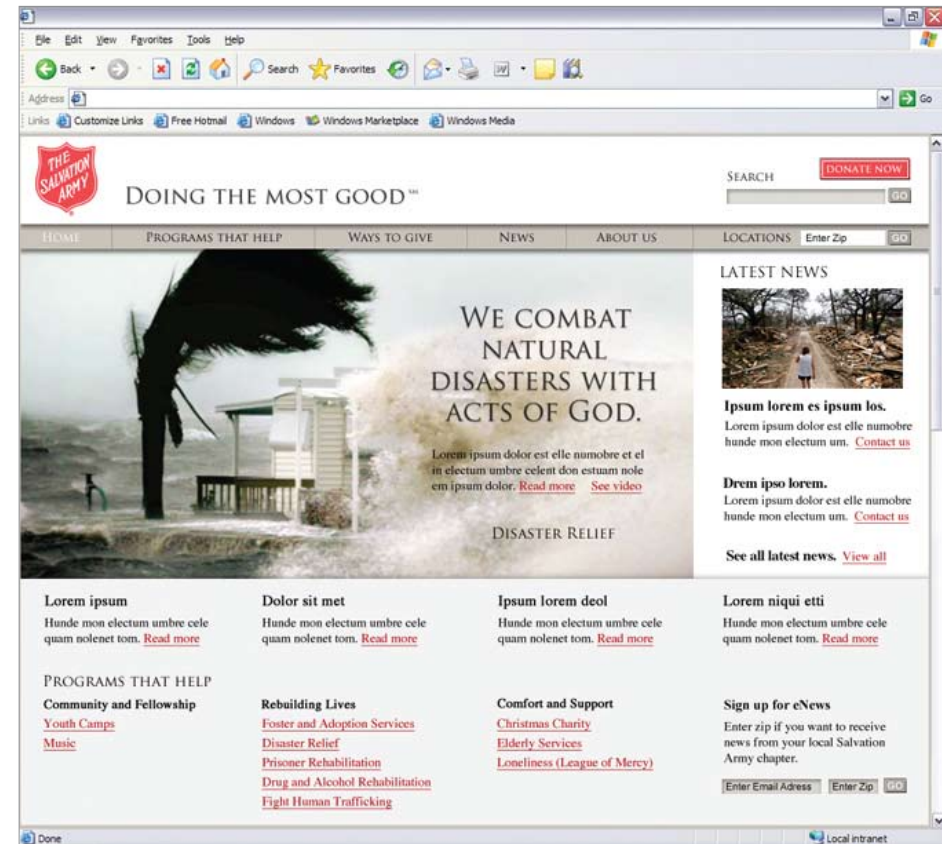 File Edit View Favorites Tools Help
Back Search Favorites
Address Go
Links Customize Links Free Hotmail Windows Windows Marketplace Windows Media
THE
SALVATION
ARMY
DOING THE MOST GOOD℠
SEARCH
DONATE NOW
GO
HOME PROGRAMS THAT HELP WAYS TO GIVE NEWS ABOUT US LOCATIONS Enter Zip GO
WE COMBAT
NATURAL
DISASTERS WITH
ACTS OF GOD.
Lorem ipsum dolor est elle numobre et el
in electum umbre celent don estuam nole
em ipsum dolor. Read more See video
DISASTER RELIEF
LATEST NEWS
Ipsum lorem es ipsum los.
Lorem ipsum dolor est elle numobre
hunde mon electum um. Contact us
Drem ipso lorem.
Lorem ipsum dolor est elle numobre
hunde mon electum um. Contact us
See all latest news. View all
Lorem ipsum
Hunde mon electum umbre cele
quam nolenet tom. Read more
Dolor sit met
Hunde mon electum umbre cele
quam nolenet tom. Read more
Ipsum lorem deol
Hunde mon electum umbre cele
quam nolenet tom. Read more
Lorem niqui etti
Hunde mon electum umbre cele
quam nolenet tom. Read more
PROGRAMS THAT HELP
Community and Fellowship
Youth Camps
Music
Rebuilding Lives
Foster and Adoption Services
Disaster Relief
Prisoner Rehabilitation
Drug and Alcohol Rehabilitation
Fight Human Trafficking
Comfort and Support
Christmas Charity
Elderly Services
Loneliness (League of Mercy)
Sign up for eNews
Enter zip if you want to receive
news from your local Salvation
Army chapter.
Enter Email Adress Enter Zip GO
Done Local intranet